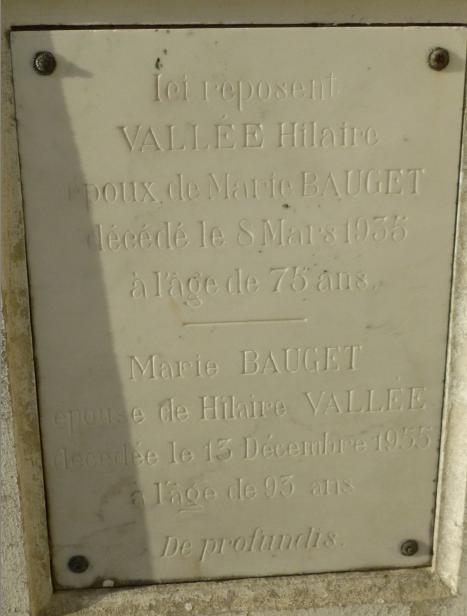 Ici reposent
VALLÉE Hilaire
époux de Marie BAUGET
décédé le 8 Mars 1935
à l'âge de 75 ans.
Marie BAUGET
épouse de Hilaire VALLÉE
décédée le 13 Décembre 1955
à l'âge de 93 ans
De profundis.